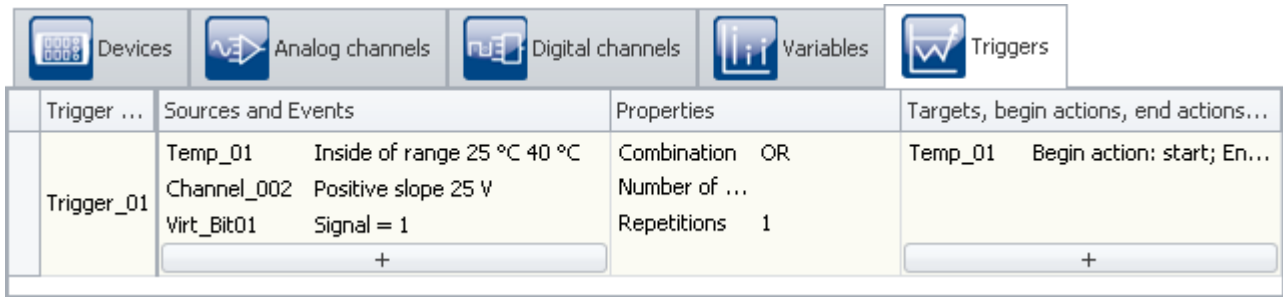 Devices Analog channels Digital channels Variables Triggers
Trigger ... Sources and Events Properties Targets, begin actions, end actions...
Temp_01 Inside of range 25 °C 40 °C Combination OR Temp_01 Begin action: start; En...
Channel_002 Positive slope 25 V Number of ...
Trigger_01
Virt_Bit01 Signal = 1 Repetitions 1
+ +